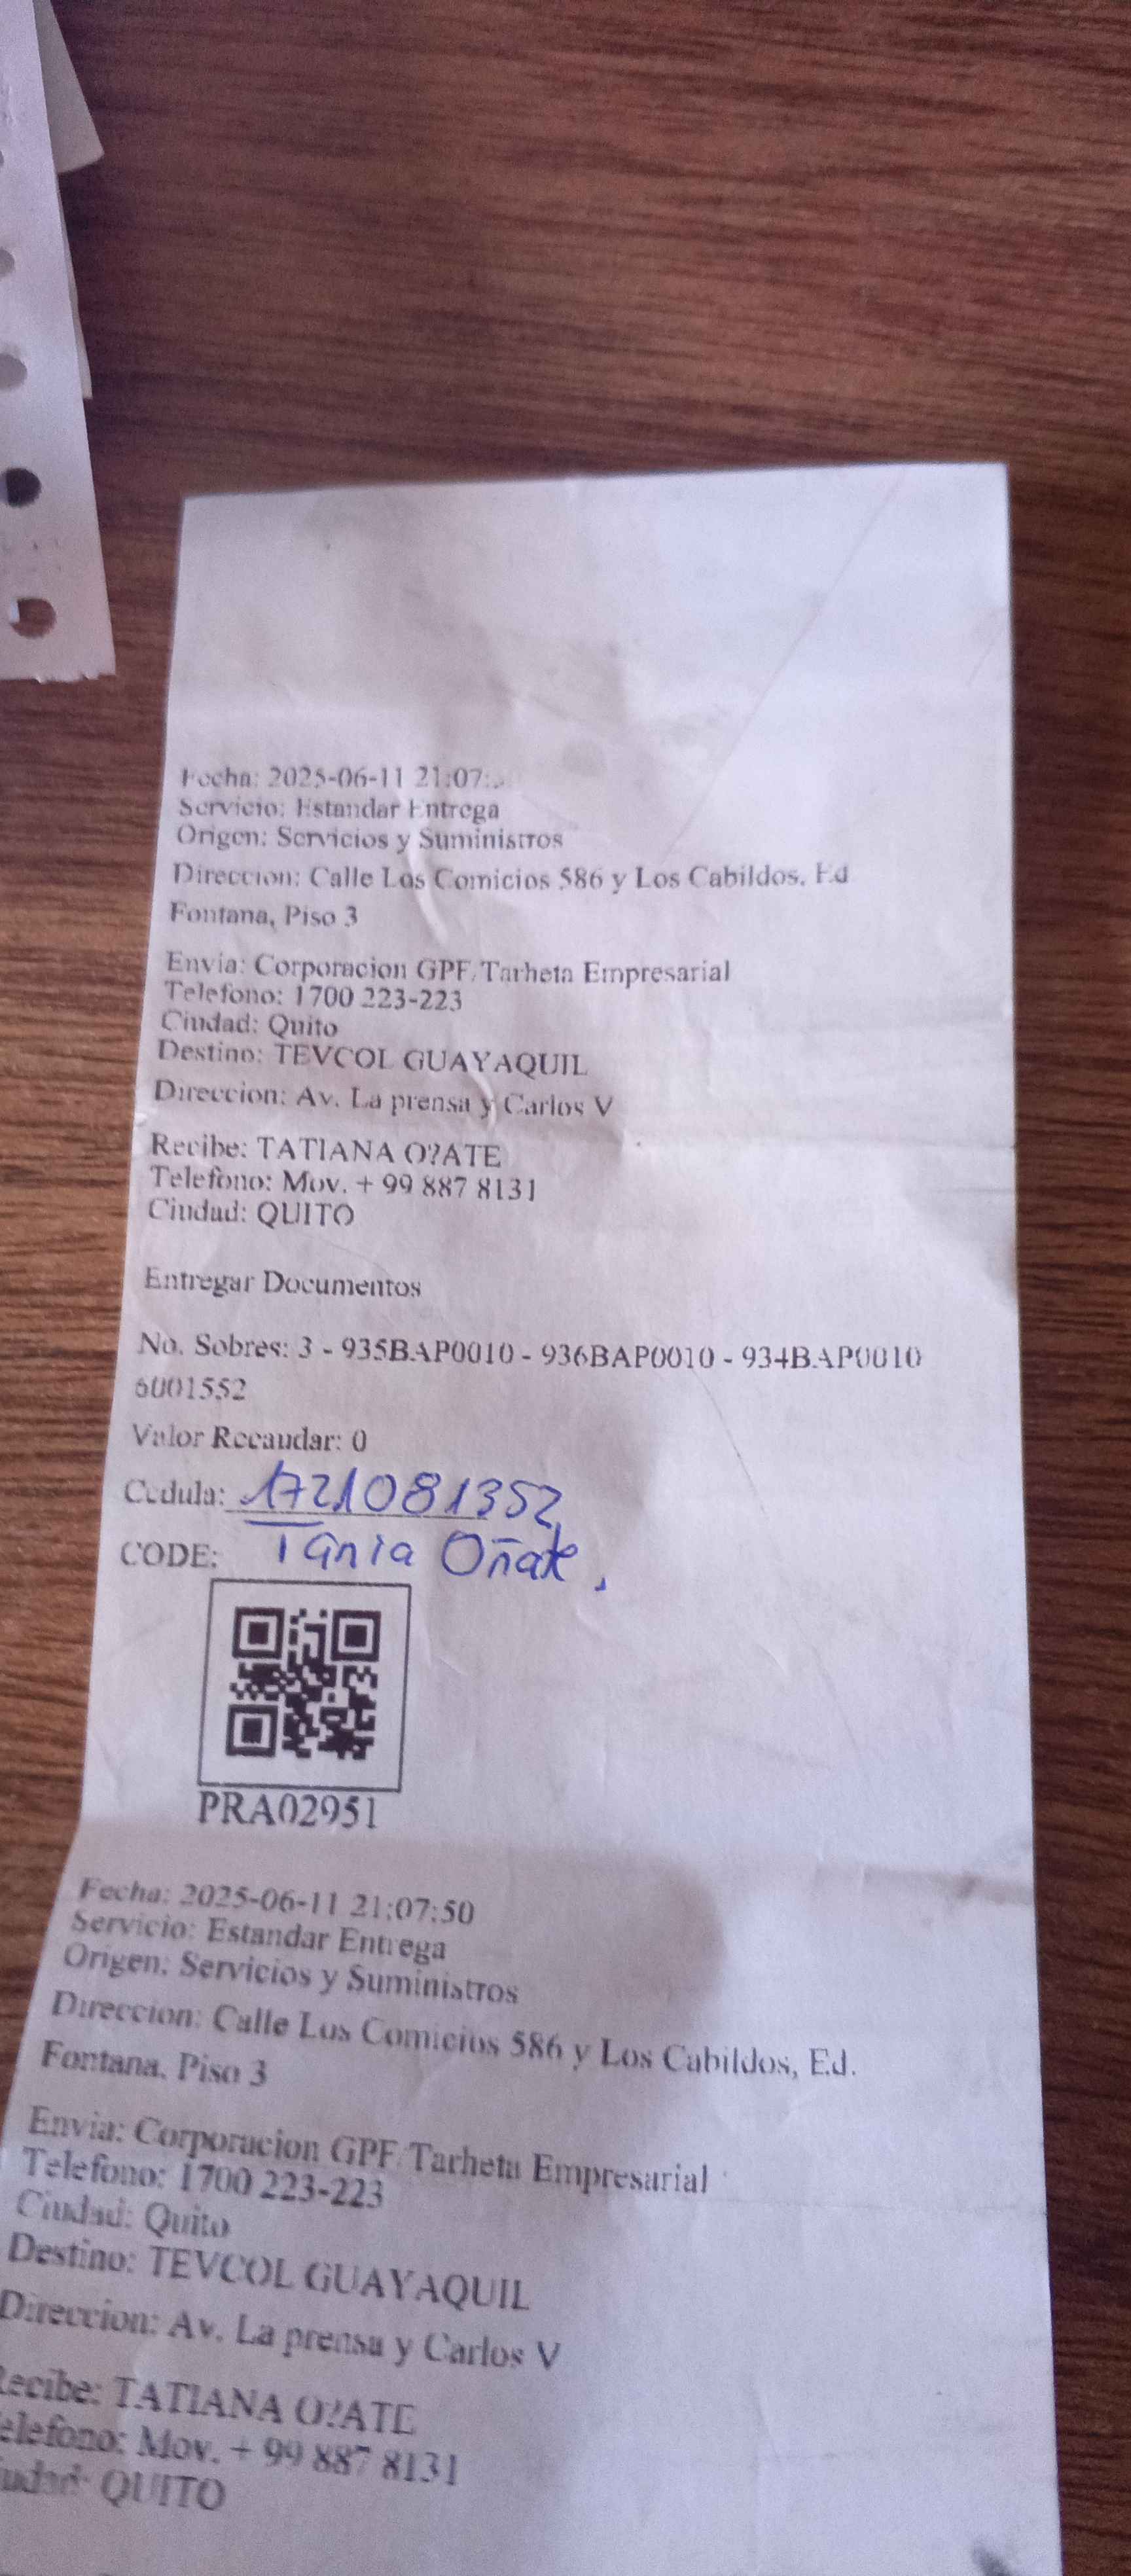 Fecha: 2025-06-11 21:07:
Servicio: Estandar Entrega
Origen: Servicios y Suministros
Direccion: Calle Los Comicios 586 y Los Cabildos, Ed
Fontana, Piso 3
Envia: Corporacion GPF/Tarheta Empresarial
Telefono: 1700 223-223
Ciudad: Quito
Destino: TEVCOL GUAYAQUIL
Direccion: Av. La prensa y Carlos V
Recibe: TATIANA O?ATE
Telefono: Mov. + 99 887 8131
Ciudad: QUITO
Entregar Documentos
No. Sobres: 3 - 935BAP0010 - 936BAP0010 - 934BAP0010
6001552
Valor Recaudar: 0
Cedula: 1721081352
CODE: Tania Oñate.
PRA02951
Fecha: 2025-06-11 21:07:50
Servicio: Estandar Entrega
Origen: Servicios y Suministros
Direccion: Calle Los Comicios 586 y Los Cabildos, Ed.
Fontana, Piso 3
Envia: Corporacion GPF/Tarheta Empresarial
Telefono: 1700 223-223
Ciudad: Quito
Destino: TEVCOL GUAYAQUIL
Direccion: Av. La prensa y Carlos V
Recibe: TATIANA O?ATE
elefono: Mov. + 99 887 8131
udad: QUITO